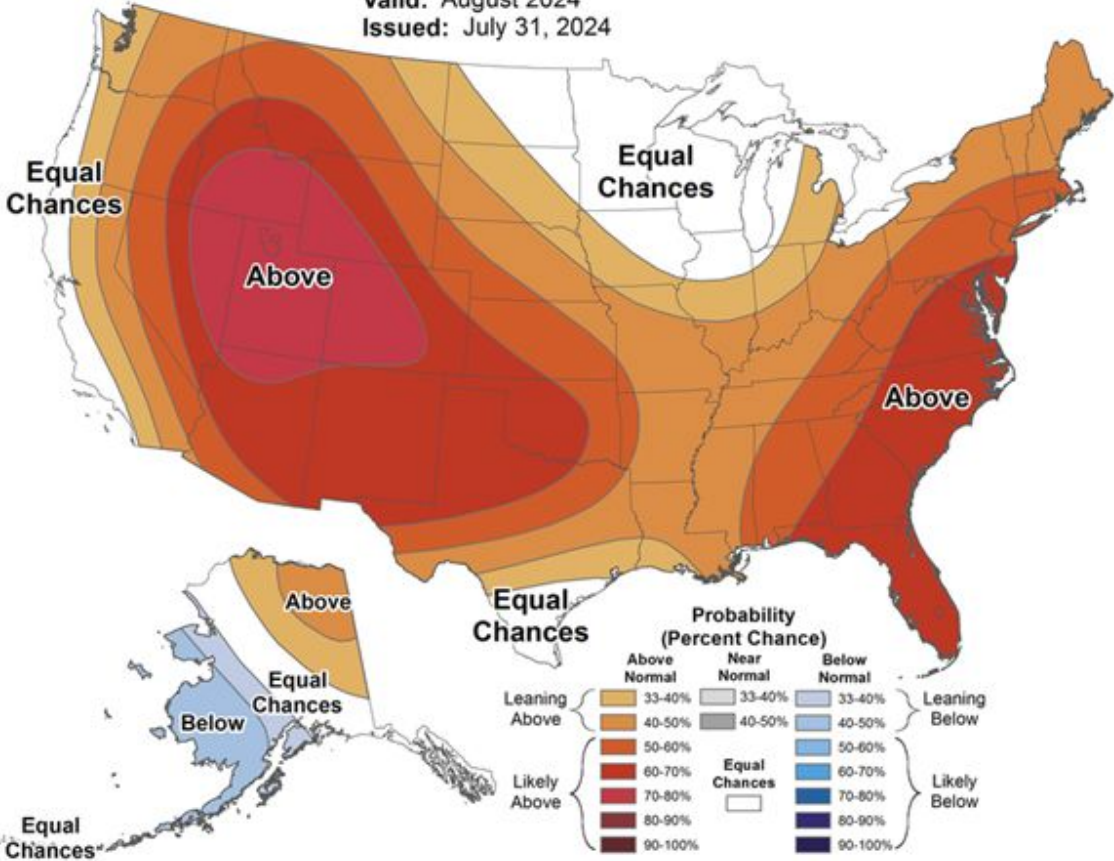 Valid: August 2024
Issued: July 31, 2024
Equal
Chances
Equal
Chances
Above
Above
Above
Equal
Chances
Equal
Chances
Below
Equal
Chances
Probability
(Percent Chance)
Above
Normal
Near
Normal
Below
Normal
Leaning
Above
33-40%
33-40%
33-40%
Leaning
Below
40-50%
40-50%
40-50%
50-60%
50-60%
Likely
Above
60-70%
Equal
Chances
60-70%
Likely
Below
70-80%
70-80%
80-90%
80-90%
90-100%
90-100%